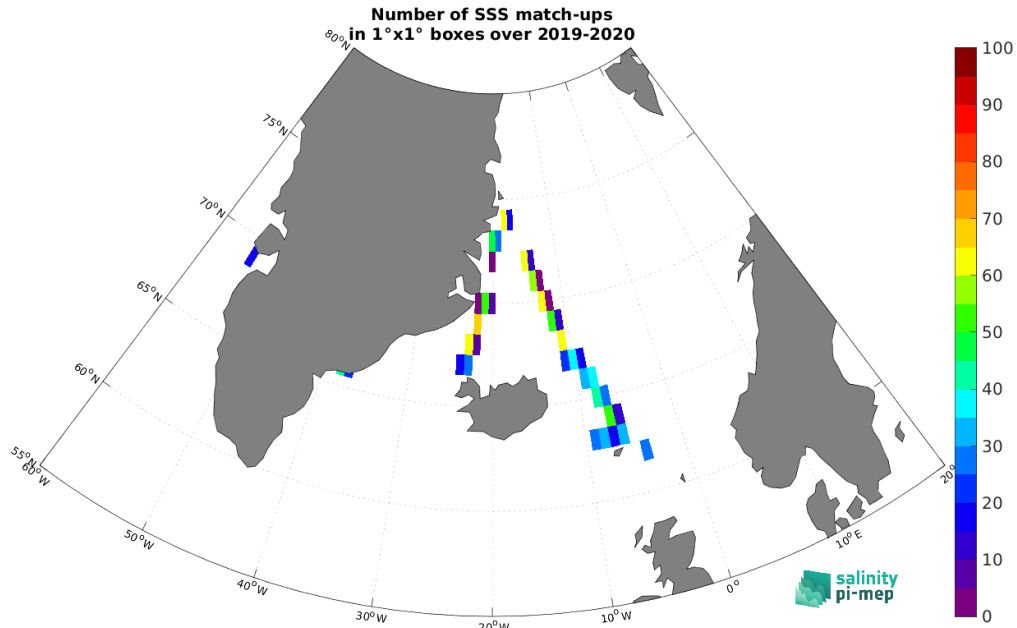 Number of SSS match-ups
in 1°x1° boxes over 2019-2020
80°N
75°N
70°N
65°N
60°N
55°N
60°W
50°W
40°W
30°W
20°W
10°W
0°
10°E
20°
100
90
80
70
60
50
40
30
20
10
0
salinity
pi-mep